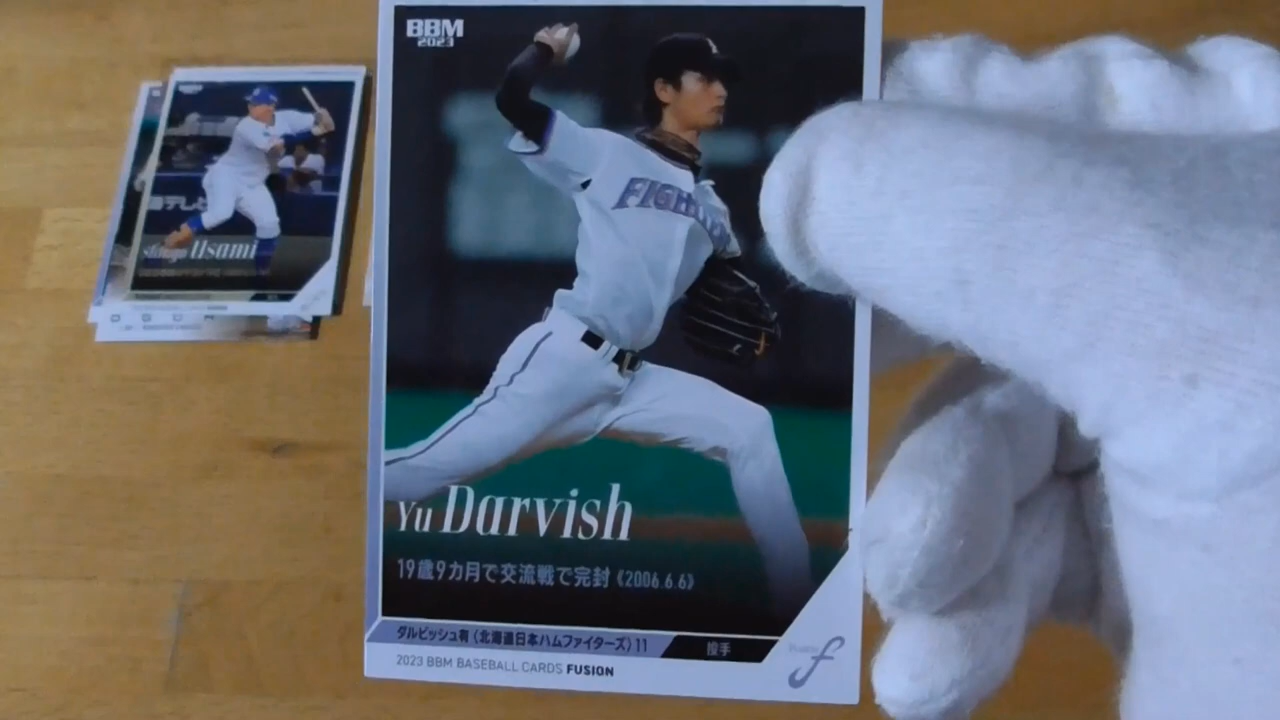 BBM
2023
FIGH
Yu Darvish
19歳9カ月で交流戦で完封《2006.6.6》
ダルビッシュ有（北海道日本ハムファイターズ）11
投手
2023 BBM BASEBALL CARDS FUSION
f
Usami